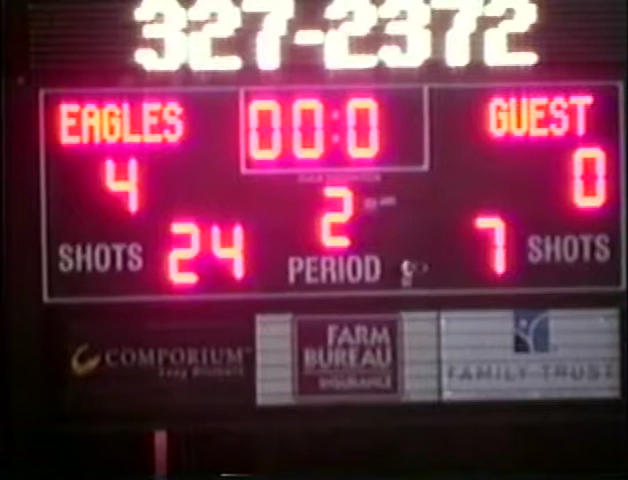 327-2372
EAGLES 00:0 GUEST
4 2 0
SHOTS 24 PERIOD 7 SHOTS
COMPORIUM
FARM
BUREAU
INSURANCE
FAMILY TRUST